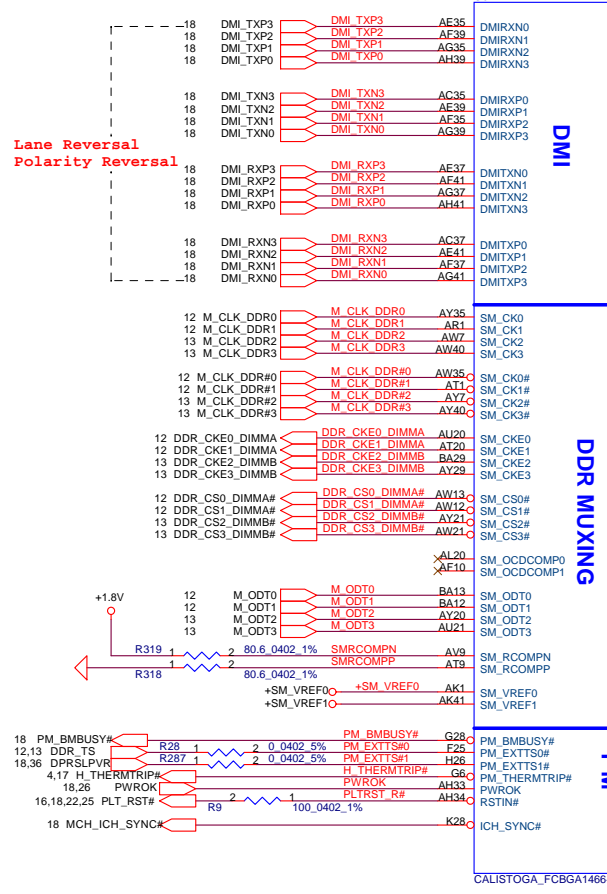 18 DMI_TXP3 DMI_TXP3 AE35 DMIRXN0
18 DMI_TXP2 DMI_TXP2 AF39 DMIRXN1
18 DMI_TXP1 DMI_TXP1 AG35 DMIRXN2
18 DMI_TXP0 DMI_TXP0 AH39 DMIRXN3
18 DMI_TXN3 DMI_TXN3 AC35 DMIRXP0
18 DMI_TXN2 DMI_TXN2 AE39 DMIRXP1
18 DMI_TXN1 DMI_TXN1 AF35 DMIRXP2
18 DMI_TXN0 DMI_TXN0 AG39 DMIRXP3
DMI
Lane Reversal
Polarity Reversal
18 DMI_RXP3 DMI_RXP3 AE37 DMITXN0
18 DMI_RXP2 DMI_RXP2 AF41 DMITXN1
18 DMI_RXP1 DMI_RXP1 AG37 DMITXN2
18 DMI_RXP0 DMI_RXP0 AH41 DMITXN3
18 DMI_RXN3 DMI_RXN3 AC37 DMITXP0
18 DMI_RXN2 DMI_RXN2 AE41 DMITXP1
18 DMI_RXN1 DMI_RXN1 AF37 DMITXP2
18 DMI_RXN0 DMI_RXN0 AG41 DMITXP3
12 M_CLK_DDR0 M_CLK_DDR0 AY35 SM_CK0
12 M_CLK_DDR1 M_CLK_DDR1 AR1 SM_CK1
13 M_CLK_DDR2 M_CLK_DDR2 AW7 SM_CK2
13 M_CLK_DDR3 M_CLK_DDR3 AW40 SM_CK3
12 M_CLK_DDR#0 M_CLK_DDR#0 AW35 SM_CK0#
12 M_CLK_DDR#1 M_CLK_DDR#1 AT1 SM_CK1#
13 M_CLK_DDR#2 M_CLK_DDR#2 AY7 SM_CK2#
13 M_CLK_DDR#3 M_CLK_DDR#3 AY40 SM_CK3#
12 DDR_CKE0_DIMMA DDR_CKE0_DIMMA AU20 SM_CKE0
12 DDR_CKE1_DIMMA DDR_CKE1_DIMMA AT20 SM_CKE1
13 DDR_CKE2_DIMMB DDR_CKE2_DIMMB BA29 SM_CKE2
13 DDR_CKE3_DIMMB DDR_CKE3_DIMMB AY29 SM_CKE3
DDR MUXING
12 DDR_CS0_DIMMA# DDR_CS0_DIMMA# AW13 SM_CS0#
12 DDR_CS1_DIMMA# DDR_CS1_DIMMA# AW12 SM_CS1#
13 DDR_CS2_DIMMB# DDR_CS2_DIMMB# AY21 SM_CS2#
13 DDR_CS3_DIMMB# DDR_CS3_DIMMB# AW21 SM_CS3#
AL20 SM_OCDCOMP0
AF10 SM_OCDCOMP1
+1.8V
12 M_ODT0 M_ODT0 BA13 SM_ODT0
12 M_ODT1 M_ODT1 BA12 SM_ODT1
13 M_ODT2 M_ODT2 AY20 SM_ODT2
13 M_ODT3 M_ODT3 AU21 SM_ODT3
R319 1 2 80.6_0402_1% SMRCOMPN AV9 SM_RCOMPN
R318 1 2 80.6_0402_1% SMRCOMPP AT9 SM_RCOMPP
+SM_VREF0 +SM_VREF0 AK1 SM_VREF0
+SM_VREF1 AK41 SM_VREF1
18 PM_BMBUSY# PM_BMBUSY# G28 PM_BMBUSY#
12,13 DDR_TS R28 1 2 0_0402_5% PM_EXTTS#0 F25 PM_EXTTS0#
18,36 DPRSLPVR R287 1 2 0_0402_5% PM_EXTTS#1 H26 PM_EXTTS1#
4,17 H_THERMTRIP# H_THERMTRIP# G6 PM_THERMTRIP#
18,26 PWROK PWROK AH33 PWROK
16,18,22,25 PLT_RST# R9 2 1 100_0402_1% PLTRST_R# AH34 RSTIN#
PM
18 MCH_ICH_SYNC# K28 ICH_SYNC#
CALISTOGA_FCBGA1466